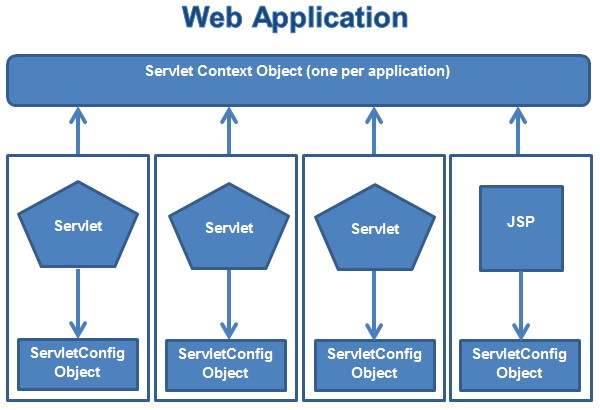 Web Application
Servlet Context Object (one per application)
Servlet
Servlet
Servlet
JSP
ServletConfig
Object
ServletConfig
Object
ServletConfig
Object
ServletConfig
Object